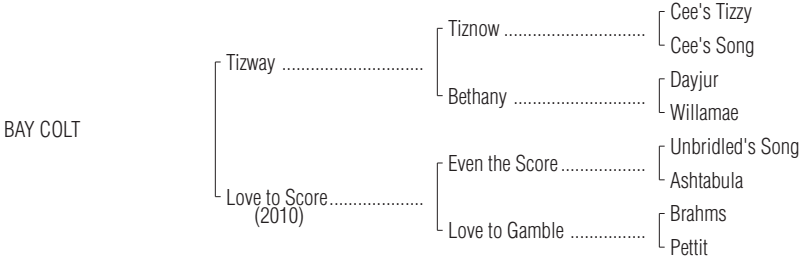 Cee's Tizzy
Tiznow ..............................
Cee's Song
Tizway ..............................
Dayjur
Bethany ............................
Willamae
BAY COLT
Unbridled's Song
Even the Score..................
Ashtabula
Love to Score....................
(2010)
Brahms
Love to Gamble ................
Pettit